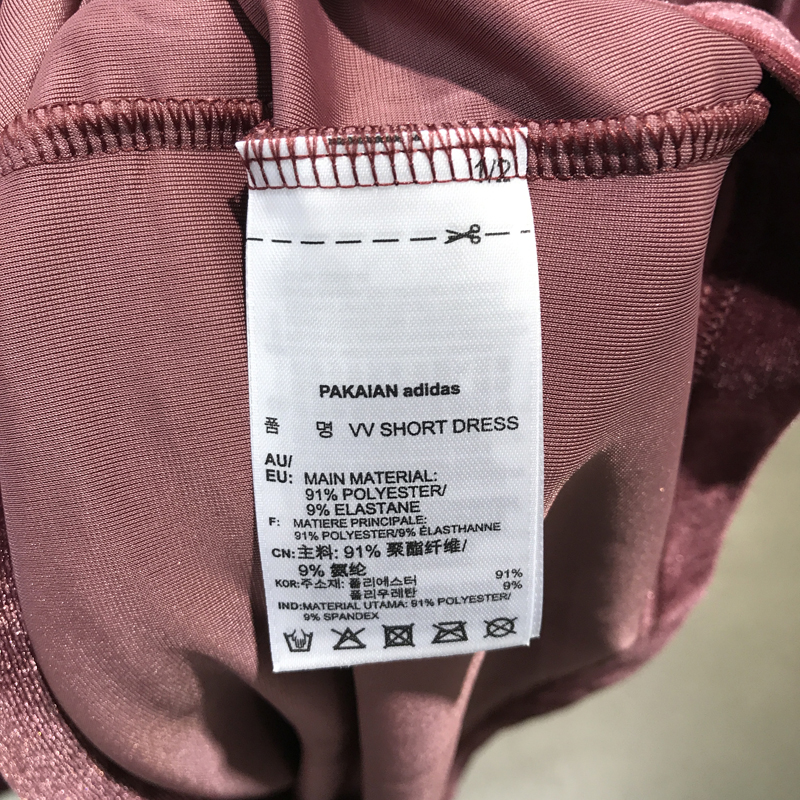 1/2
PAKAIAN adidas
품 명 VV SHORT DRESS
AU/
EU: MAIN MATERIAL:
91% POLYESTER/
9% ELASTANE
F: MATIERE PRINCIPALE:
91% POLYESTER/9% ÉLASTHANNE
CN:主料: 91% 聚酯纤维/
9% 氨纶
KOR:주소재: 폴리에스터 91%
폴리우레탄 9%
IND:MATERIAL UTAMA: 91% POLYESTER/
9% SPANDEX